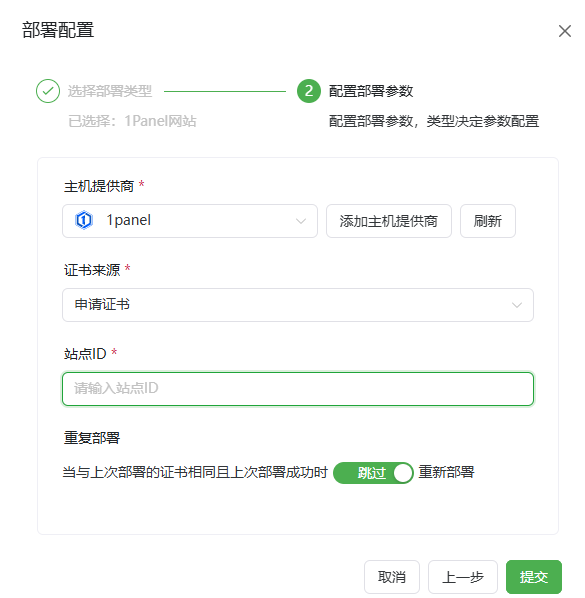 部署配置
选择部署类型
2 配置部署参数
已选择：1Panel网站
配置部署参数，类型决定参数配置
主机提供商 *
1panel 添加主机提供商 刷新
证书来源 *
申请证书
站点ID *
请输入站点ID
重复部署
当与上次部署的证书相同且上次部署成功时 跳过 重新部署
取消 上一步 提交